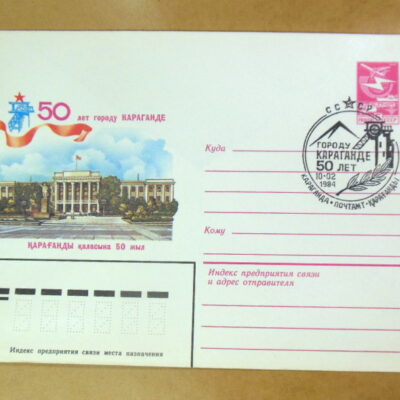 50 лет городу КАРАГАНДЕ
ҚАРАҒАНДЫ қаласына 50 жыл
Куда
Кому
Индекс предприятия связи
и адрес отправителя
Индекс предприятия связи места назначения
СССР
ГОРОДУ
КАРАГАНДЕ
50 ЛЕТ
10-02
1984
КАРАГАНДА • ПОЧТАМТ • ҚАРАҒАНДЫ